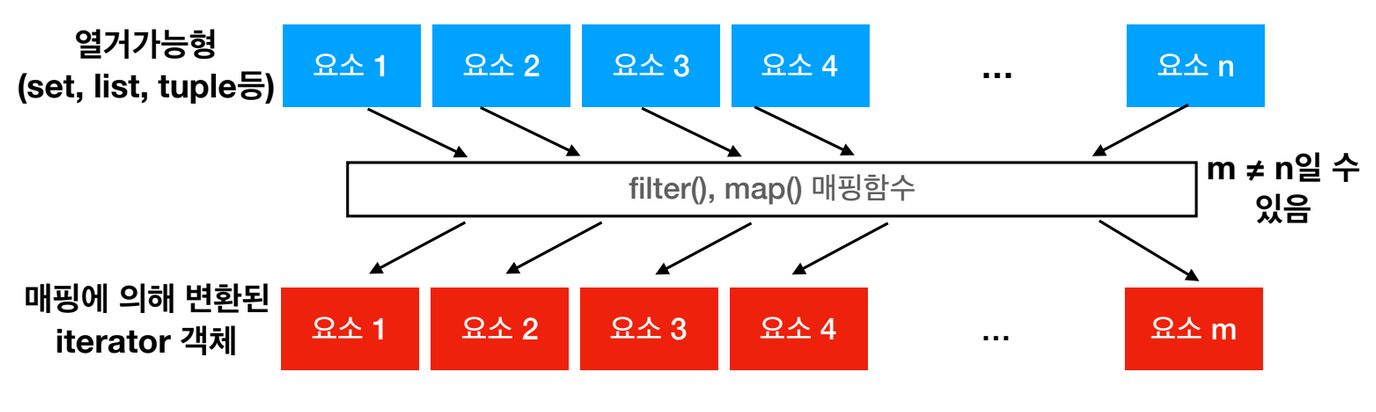 열거가능형
(set, list, tuple등)
요소 1 요소 2 요소 3 요소 4 ... 요소 n
filter(), map() 매핑함수
m ≠ n일 수
있음
매핑에 의해 변환된
iterator 객체
요소 1 요소 2 요소 3 요소 4 ... 요소 m